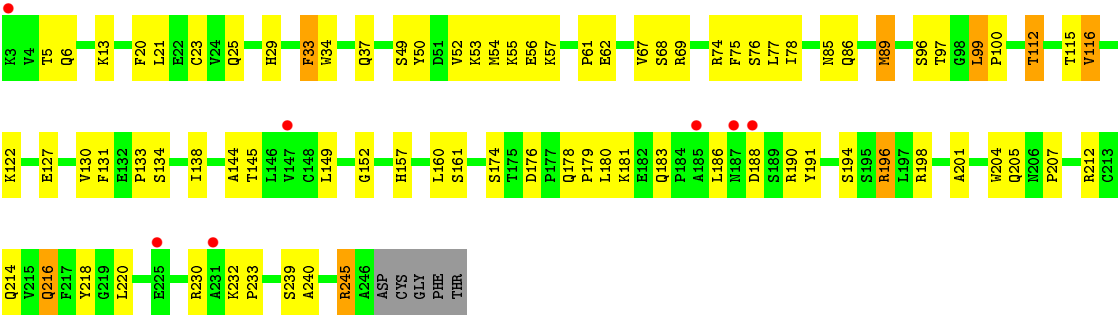 K3 V4 T5 Q6 K13 F20 L21 E22 C23 V24 Q25 H29 F33 W34 Q37 S49 Y50 D51 V52 K53 M54 K55 E56 K57 P61 E62 V67 S68 R69 R74 F75 S76 L77 I78 N85 Q86 M89 S96 T97 G98 L99 P100 T112 T115 V116
K122 E127 V130 F131 E132 P133 S134 I138 A144 T145 L146 V147 C148 L149 G152 H157 L160 S161 S174 T175 D176 P177 Q178 P179 L180 K181 E182 Q183 P184 A185 L186 N187 D188 S189 R190 Y191 S194 S195 R196 L197 R198 A201 W204 Q205 N206 P207 R212 C213
Q214 V215 Q216 F217 Y218 G219 L220 E225 R230 A231 K232 P233 S239 A240 R245 A246 ASP CYS GLY PHE THR